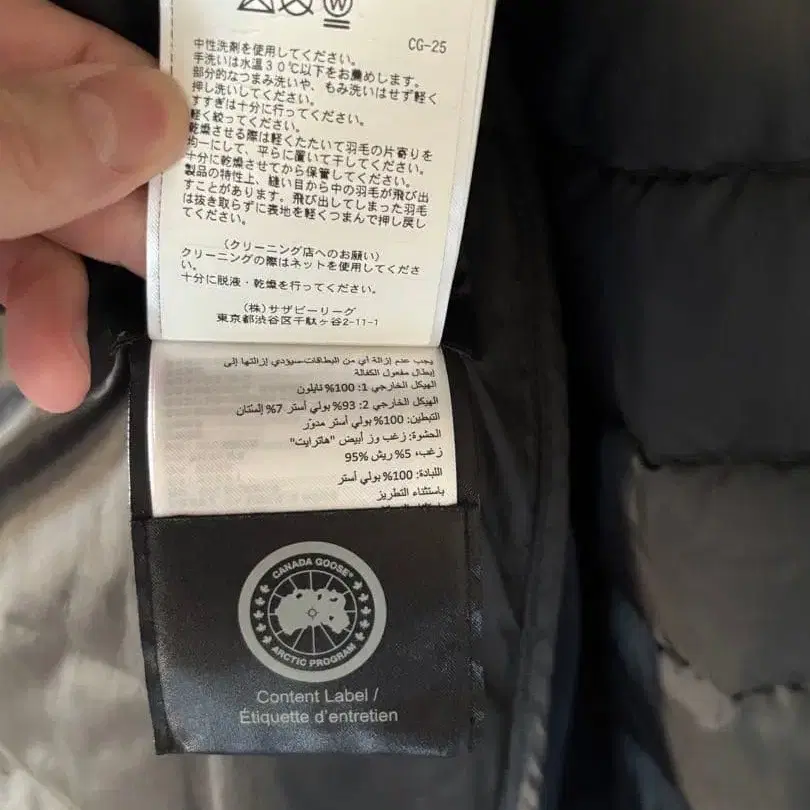 CG-25
中性洗剤を使用してください。
手洗いは水温30℃以下をお薦めします。
部分的なつまみ洗いや、もみ洗いはせず軽く
押し洗いしてください。
すすぎは十分に行ってください。
軽く絞ってください。
乾燥させる際は軽くたたいて羽毛の片寄りを
均一にして、平らに置いて干してください。
十分に乾燥させてから保管してください。
製品の特性上、縫い目から中の羽毛が飛び出
すことがあります。飛び出してしまった羽毛
は抜き取らずに表地を軽くつまんで押し戻し
てください。
(クリーニング店へのお願い)
クリーニングの際はネットを使用してくださ
い。
十分に脱液・乾燥を行ってください。
(株)サザビーリーグ
東京都渋谷区千駄ヶ谷2-11-1
يجب عدم إزالة أي من البطاقات-سيؤدي إزالتها إلى
إبطال مفعول الكفالة
الهيكل الخارجي 1: 100% نايلون
الهيكل الخارجي 2: 93% بولي أستر 7% إلستان
التبطين: 100% بولي أستر مدوّر
الحشوة: زغب وز أبيض "هاترايت"
95% زغب، 5% ريش
اللبادة: 100% بولي أستر
باستثناء التطريز
CANADA GOOSE
ARCTIC PROGRAM
Content Label /
Étiquette d'entretien